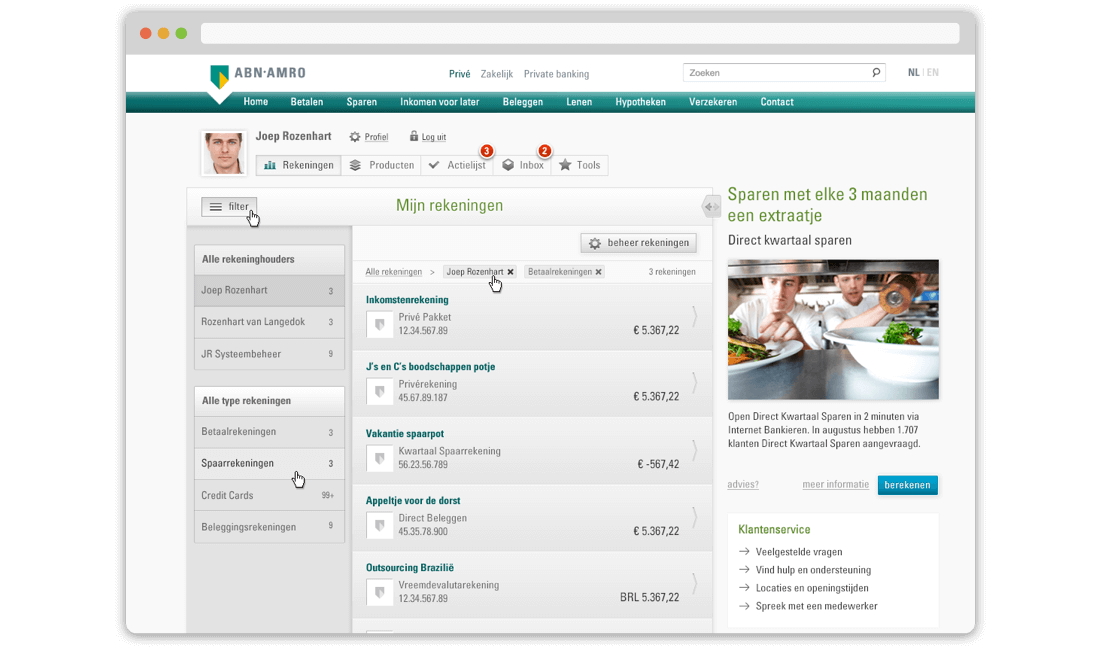 ABN·AMRO
Privé Zakelijk Private banking
Zoeken
NL | EN
Home Betalen Sparen Inkomen voor later Beleggen Lenen Hypotheken Verzekeren Contact
Joep Rozenhart Profiel Log uit
3 2
Rekeningen Producten Actielijst Inbox Tools
filter
Mijn rekeningen
beheer rekeningen
Alle rekeninghouders
Joep Rozenhart 3
Rozenhart van Langedok 3
JR Systeembeheer 9
Alle type rekeningen
Betaalrekeningen 3
Spaarrekeningen 3
Credit Cards 99+
Beleggingsrekeningen 9
Alle rekeningen > Joep Rozenhart × Betaalrekeningen × 3 rekeningen
Inkomstenrekening
Privé Pakket
12.34.567.89 € 5.367,22
J's en C's boodschappen potje
Privérekening
45.67.89.187 € 5.367,22
Vakantie spaarpot
Kwartaal Spaarrekening
56.23.56.789 € -567,42
Appeltje voor de dorst
Direct Beleggen
45.35.78.900 € 5.367,22
Outsourcing Brazilië
Vreemdevalutarekening
12.34.567.89 BRL 5.367,22
Sparen met elke 3 maanden
een extraatje
Direct kwartaal sparen
Open Direct Kwartaal Sparen in 2 minuten via
Internet Bankieren. In augustus hebben 1.707
klanten Direct Kwartaal Sparen aangevraagd.
advies? meer informatie berekenen
Klantenservice
→ Veelgestelde vragen
→ Vind hulp en ondersteuning
→ Locaties en openingstijden
→ Spreek met een medewerker